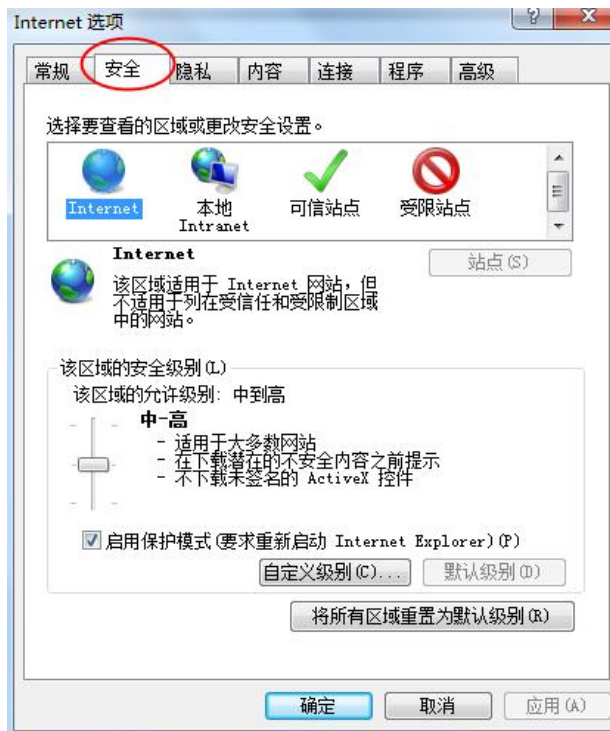 Internet 选项
常规 安全 隐私 内容 连接 程序 高级
选择要查看的区域或更改安全设置。
Internet 本地 可信站点 受限站点
Intranet
Internet 站点(S)
该区域适用于 Internet 网站，但
不适用于列在受信任和受限制区域
中的网站。
该区域的安全级别(L)
该区域的允许级别: 中到高
中-高
- 适用于大多数网站
- 在下载潜在的不安全内容之前提示
- 不下载未签名的 ActiveX 控件
启用保护模式(要求重新启动 Internet Explorer)(P)
自定义级别(C)... 默认级别(D)
将所有区域重置为默认级别(R)
确定 取消 应用(A)